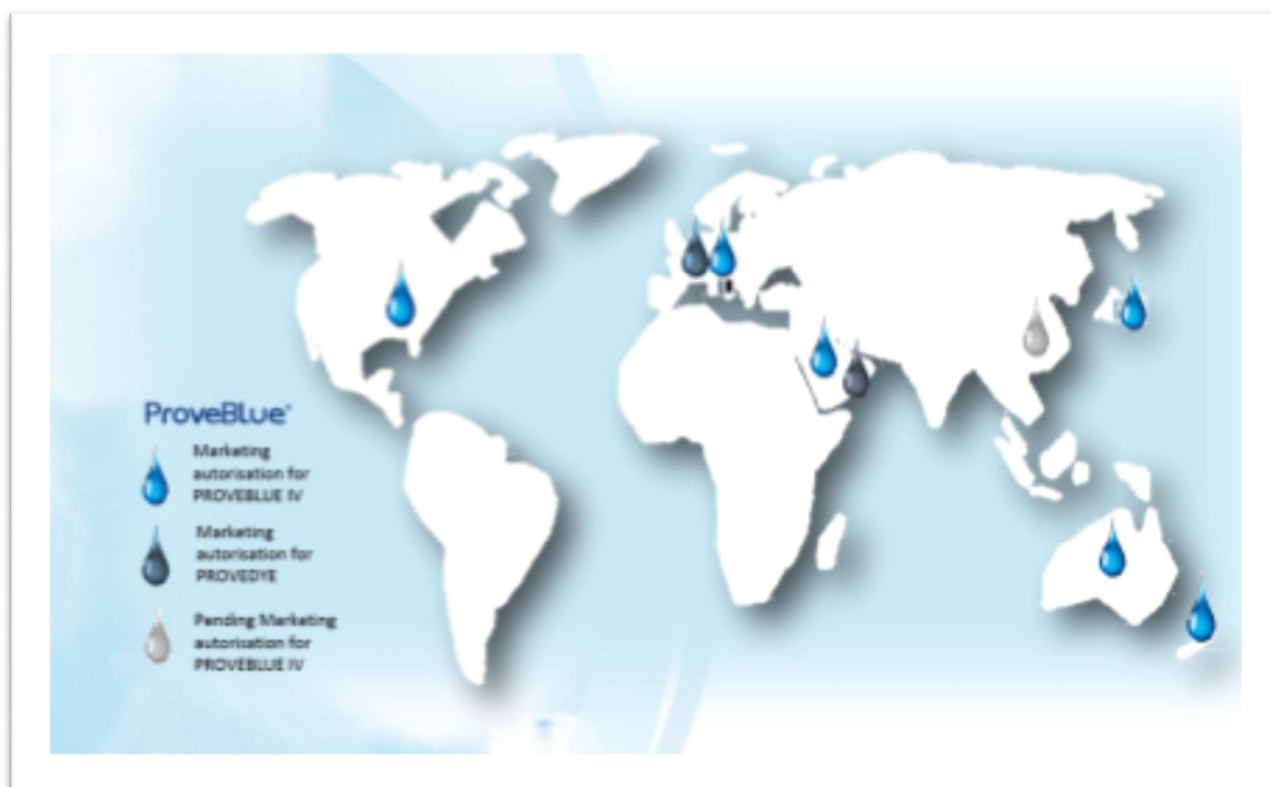 ProveBlue®
Marketing
autorisation for
PROVEBLUE IV
Marketing
autorisation for
PROVEDYE
Pending Marketing
autorisation for
PROVEBLUE IV